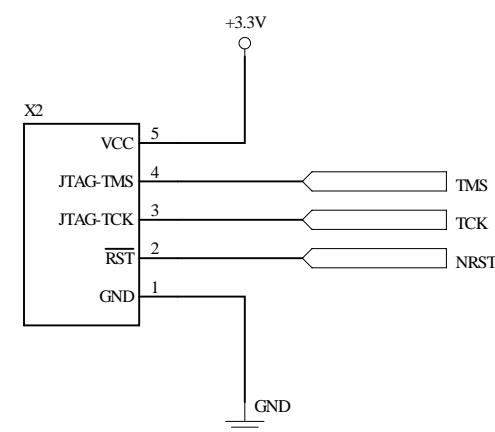 +3.3V
X2
VCC 5
JTAG-TMS 4 TMS
JTAG-TCK 3 TCK
RST 2 NRST
GND 1
GND